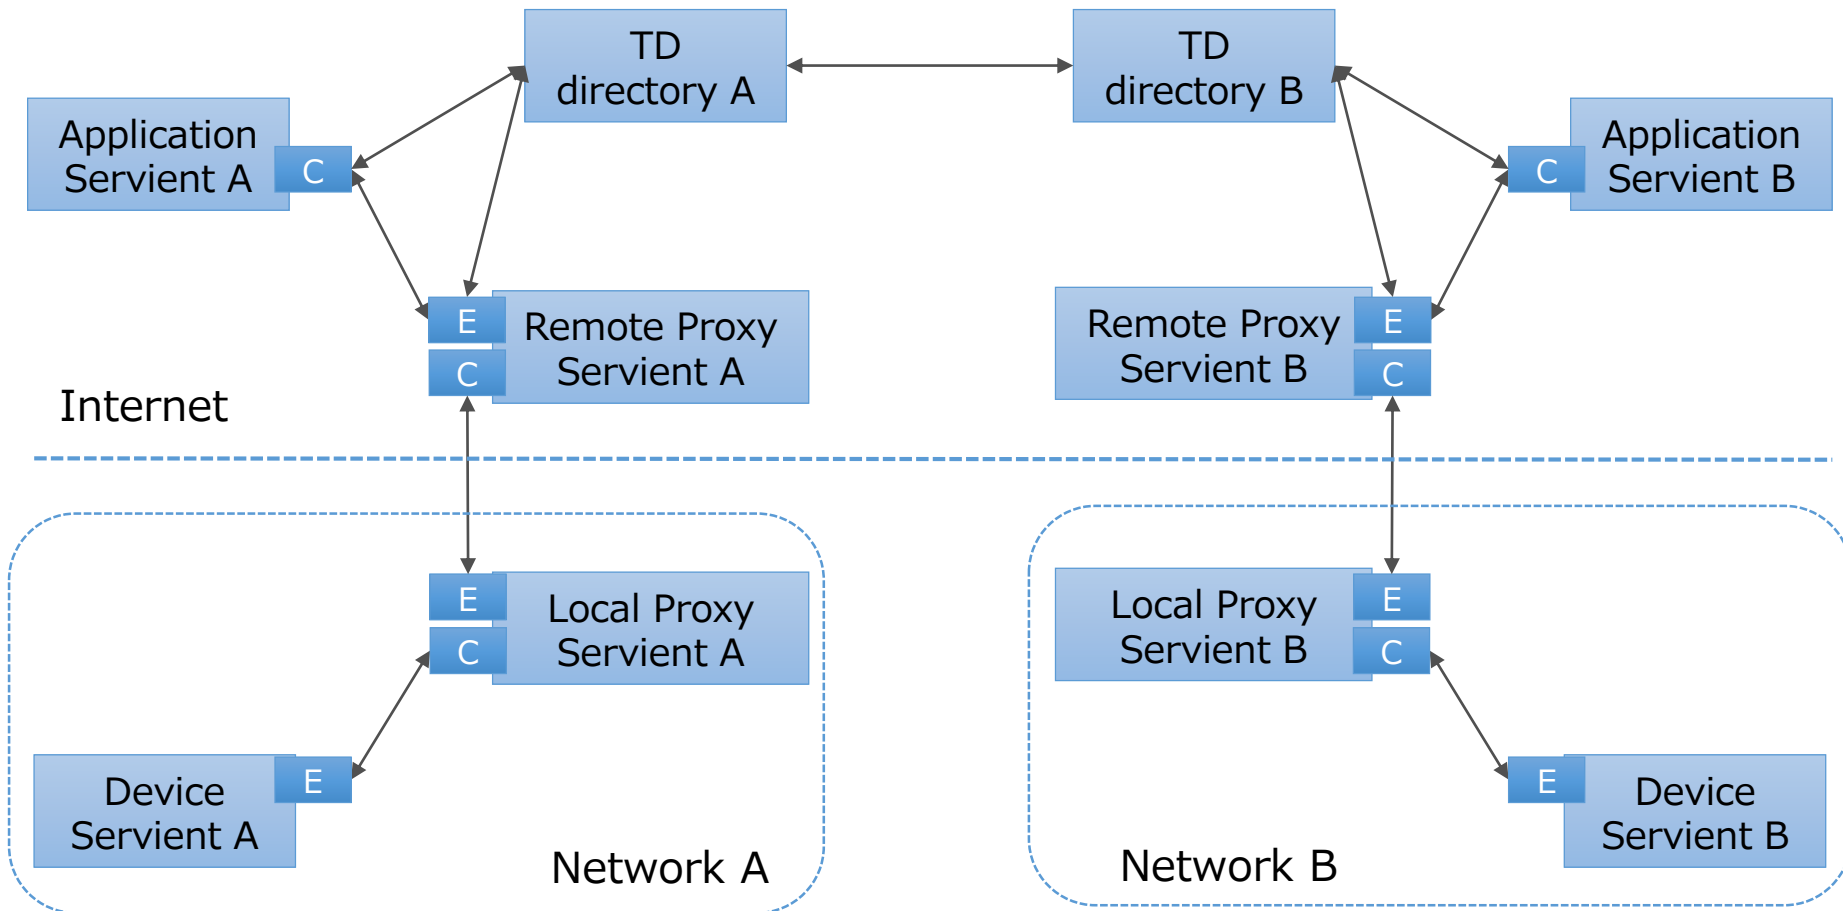 TD
directory A
TD
directory B
Application
Servient A
C
C
Application
Servient B
E
Remote Proxy
Servient A
C
Remote Proxy
Servient B
E
C
Internet
E
Local Proxy
Servient A
C
Local Proxy
Servient B
E
C
Device
Servient A
E
E
Device
Servient B
Network A
Network B